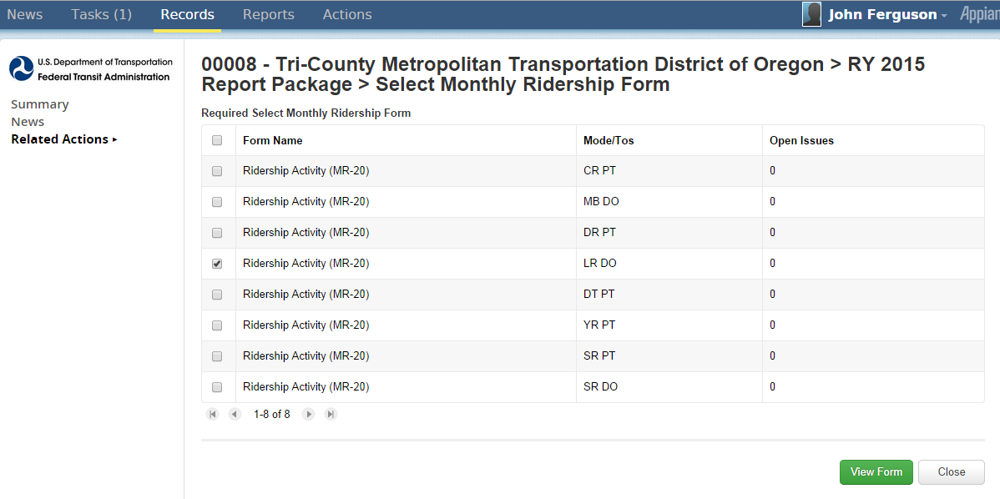 News Tasks (1) Records Reports Actions John Ferguson Appian
U.S. Department of Transportation
Federal Transit Administration
Summary
News
Related Actions
00008 - Tri-County Metropolitan Transportation District of Oregon > RY 2015
Report Package > Select Monthly Ridership Form
Required Select Monthly Ridership Form
Form Name Mode/Tos Open Issues
Ridership Activity (MR-20) CR PT 0
Ridership Activity (MR-20) MB DO 0
Ridership Activity (MR-20) DR PT 0
Ridership Activity (MR-20) LR DO 0
Ridership Activity (MR-20) DT PT 0
Ridership Activity (MR-20) YR PT 0
Ridership Activity (MR-20) SR PT 0
Ridership Activity (MR-20) SR DO 0
1-8 of 8
View Form Close